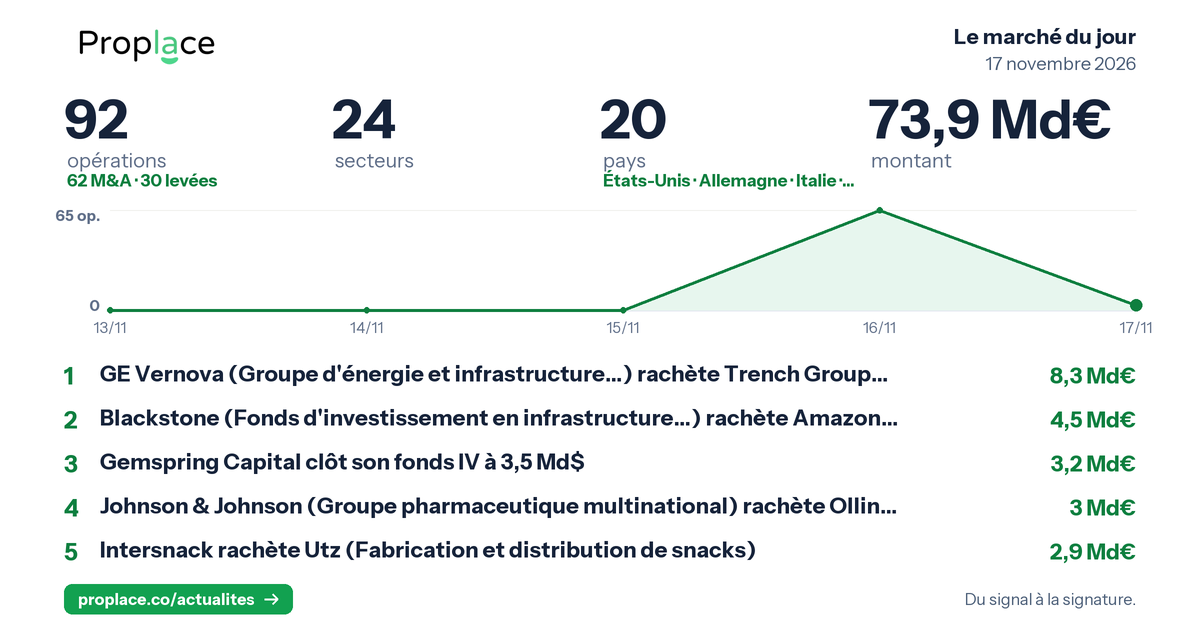 Proplace
Le marché du jour
17 novembre 2026
92
opérations
62 M&A · 30 levées
24
secteurs
20
pays
États-Unis · Allemagne · Italie ·...
73,9 Md€
montant
65 op.
0
13/11
14/11
15/11
16/11
17/11
1 GE Vernova (Groupe d'énergie et infrastructure...) rachète Trench Group... 8,3 Md€
2 Blackstone (Fonds d'investissement en infrastructure...) rachète Amazon... 4,5 Md€
3 Gemspring Capital clôt son fonds IV à 3,5 Md$ 3,2 Md€
4 Johnson & Johnson (Groupe pharmaceutique multinational) rachète Ollin... 3 Md€
5 Intersnack rachète Utz (Fabrication et distribution de snacks) 2,9 Md€
proplace.co/actualites →
Du signal à la signature.